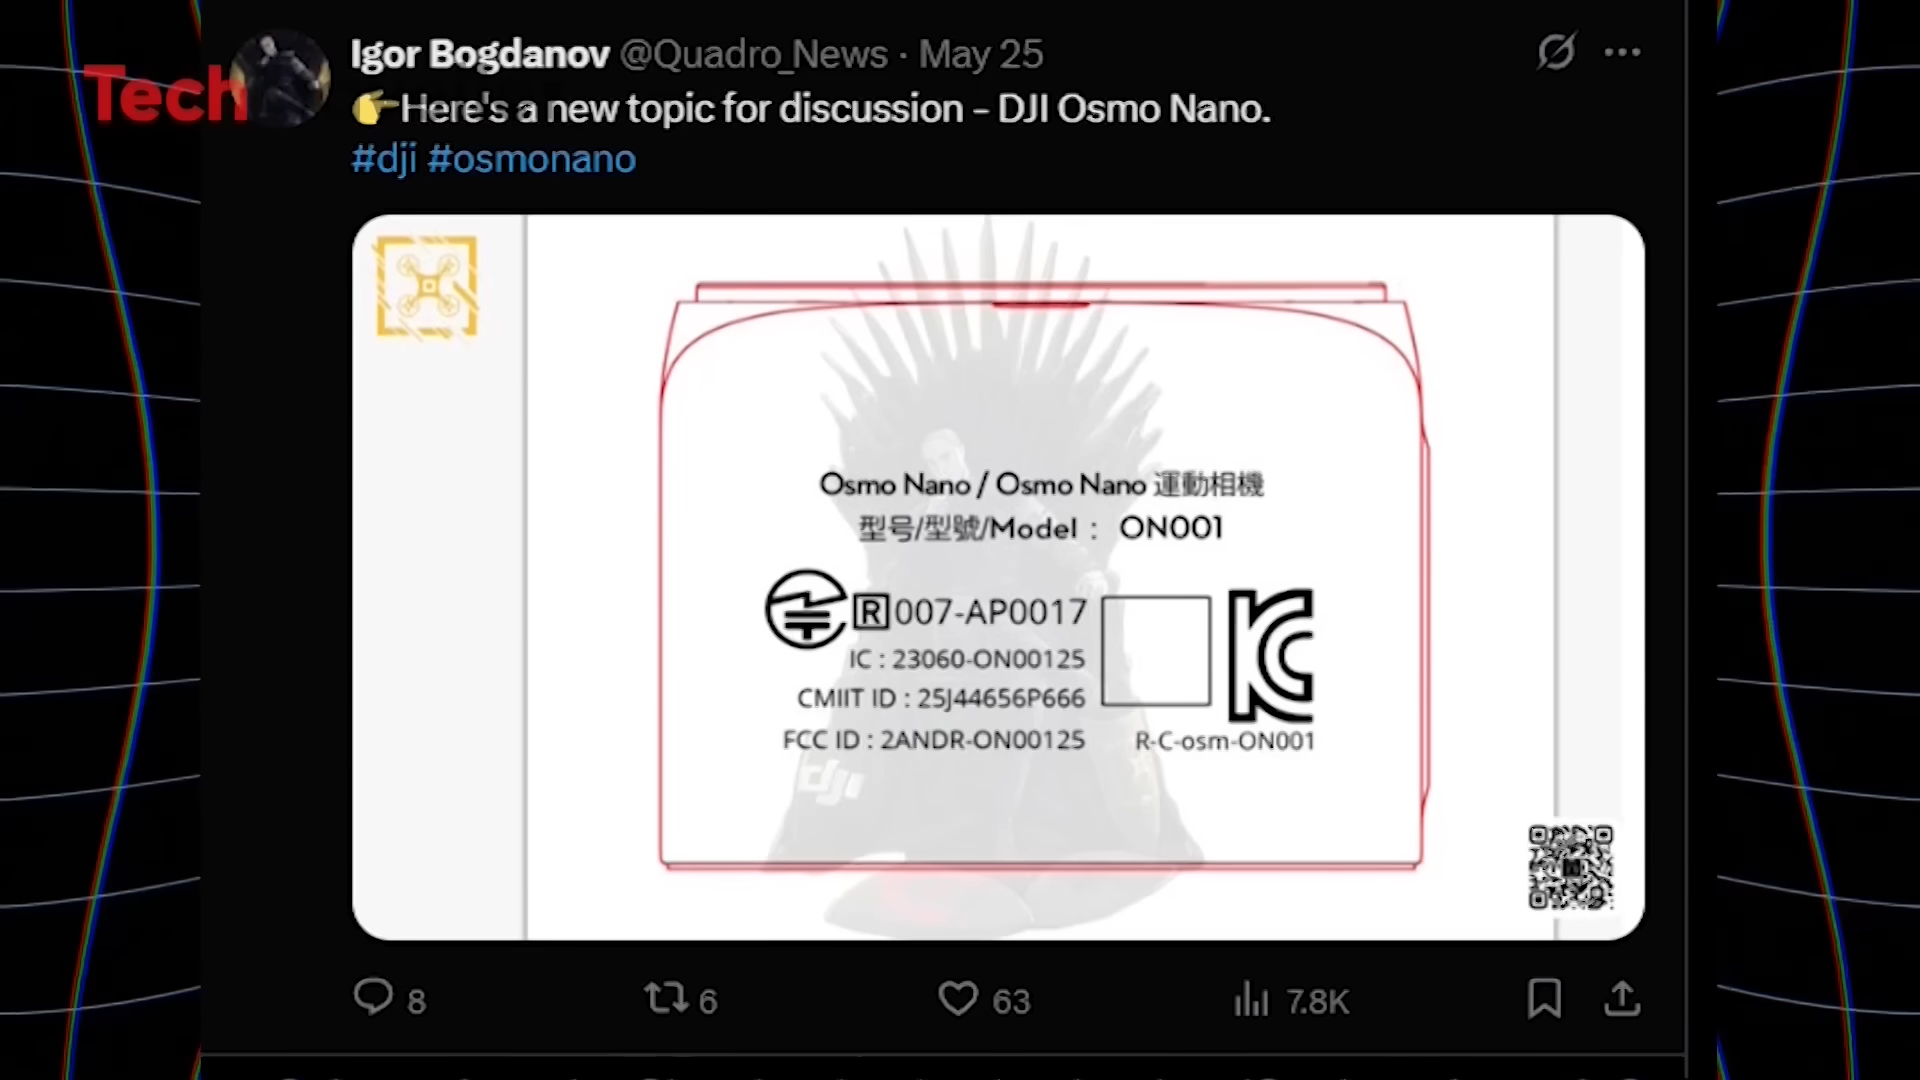 Tech
Igor Bogdanov @Quadro_News · May 25
👉Here's a new topic for discussion – DJI Osmo Nano.
#dji #osmonano
Osmo Nano / Osmo Nano 運動相機
型号/型號/Model： ON001
R 007-AP0017
IC : 23060-ON00125
CMIIT ID : 25J44656P666
FCC ID : 2ANDR-ON00125
R-C-osm-ON001
dji
8 6 63 7.8K